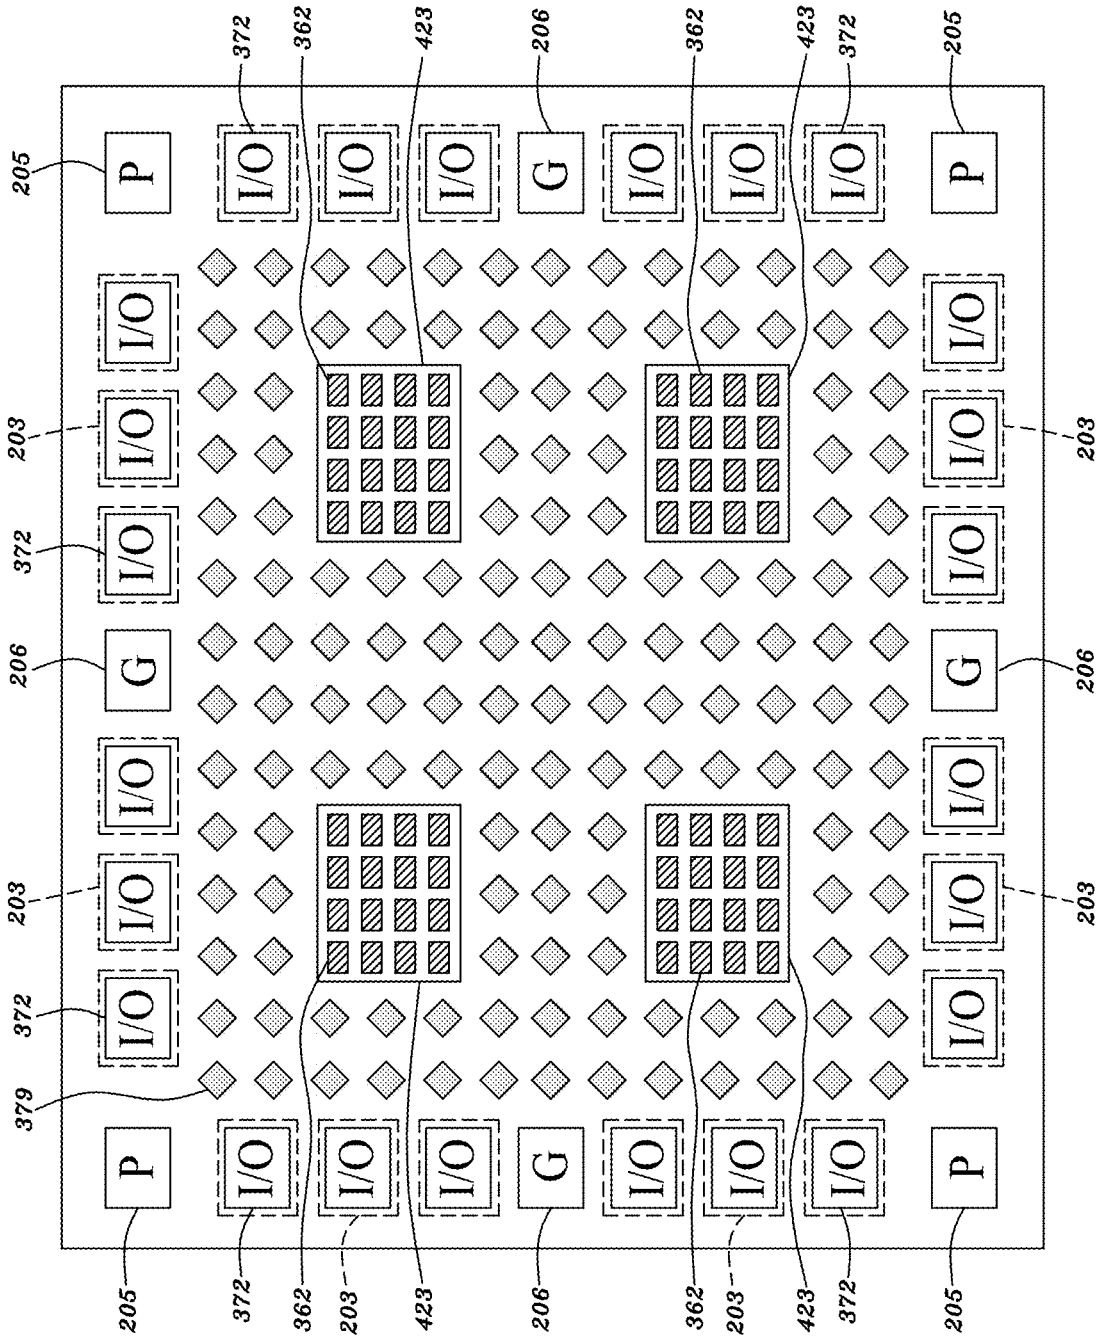 379 372 203 206 372 203 205
205 P I/O I/O I/O G I/O I/O I/O P
372 I/O I/O 372
362 362
203 I/O I/O
423 423
I/O I/O
206 G G 206
I/O I/O
362 362
203 I/O I/O
423 423
372 I/O I/O 372
205 P I/O I/O I/O G I/O I/O I/O P 205
203 206 203